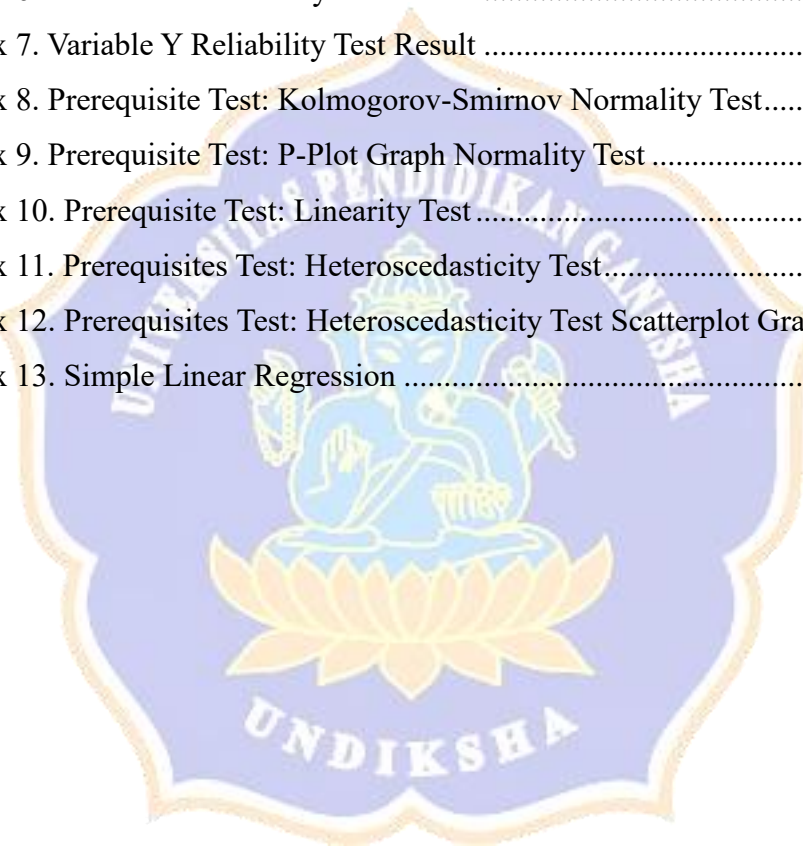 x 7. Variable Y Reliability Test Result ........................................
x 8. Prerequisite Test: Kolmogorov-Smirnov Normality Test.....
x 9. Prerequisite Test: P-Plot Graph Normality Test ...................
x 10. Prerequisite Test: Linearity Test.........................................
x 11. Prerequisites Test: Heteroscedasticity Test.........................
x 12. Prerequisites Test: Heteroscedasticity Test Scatterplot Gra
x 13. Simple Linear Regression ..................................................
UNIVERSITAS PENDIDIKAN GANESHA
UNDIKSHA